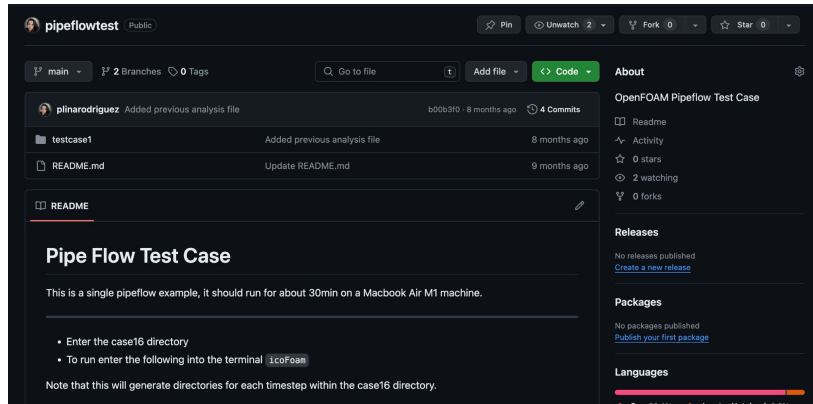 pipeflowtest Public
Pin
Unwatch 2
Fork 0
Star 0
main
2 Branches
0 Tags
Go to file
t
Add file
<> Code
plinarodriguez Added previous analysis file
b00b3f0 · 8 months ago
4 Commits
testcase1
Added previous analysis file
8 months ago
README.md
Update README.md
9 months ago
README
Pipe Flow Test Case
This is a single pipeflow example, it should run for about 30min on a Macbook Air M1 machine.
• Enter the case16 directory
• To run enter the following into the terminal icoFoam
Note that this will generate directories for each timestep within the case16 directory.
About
OpenFOAM Pipeflow Test Case
Readme
Activity
0 stars
2 watching
0 forks
Releases
No releases published
Create a new release
Packages
No packages published
Publish your first package
Languages